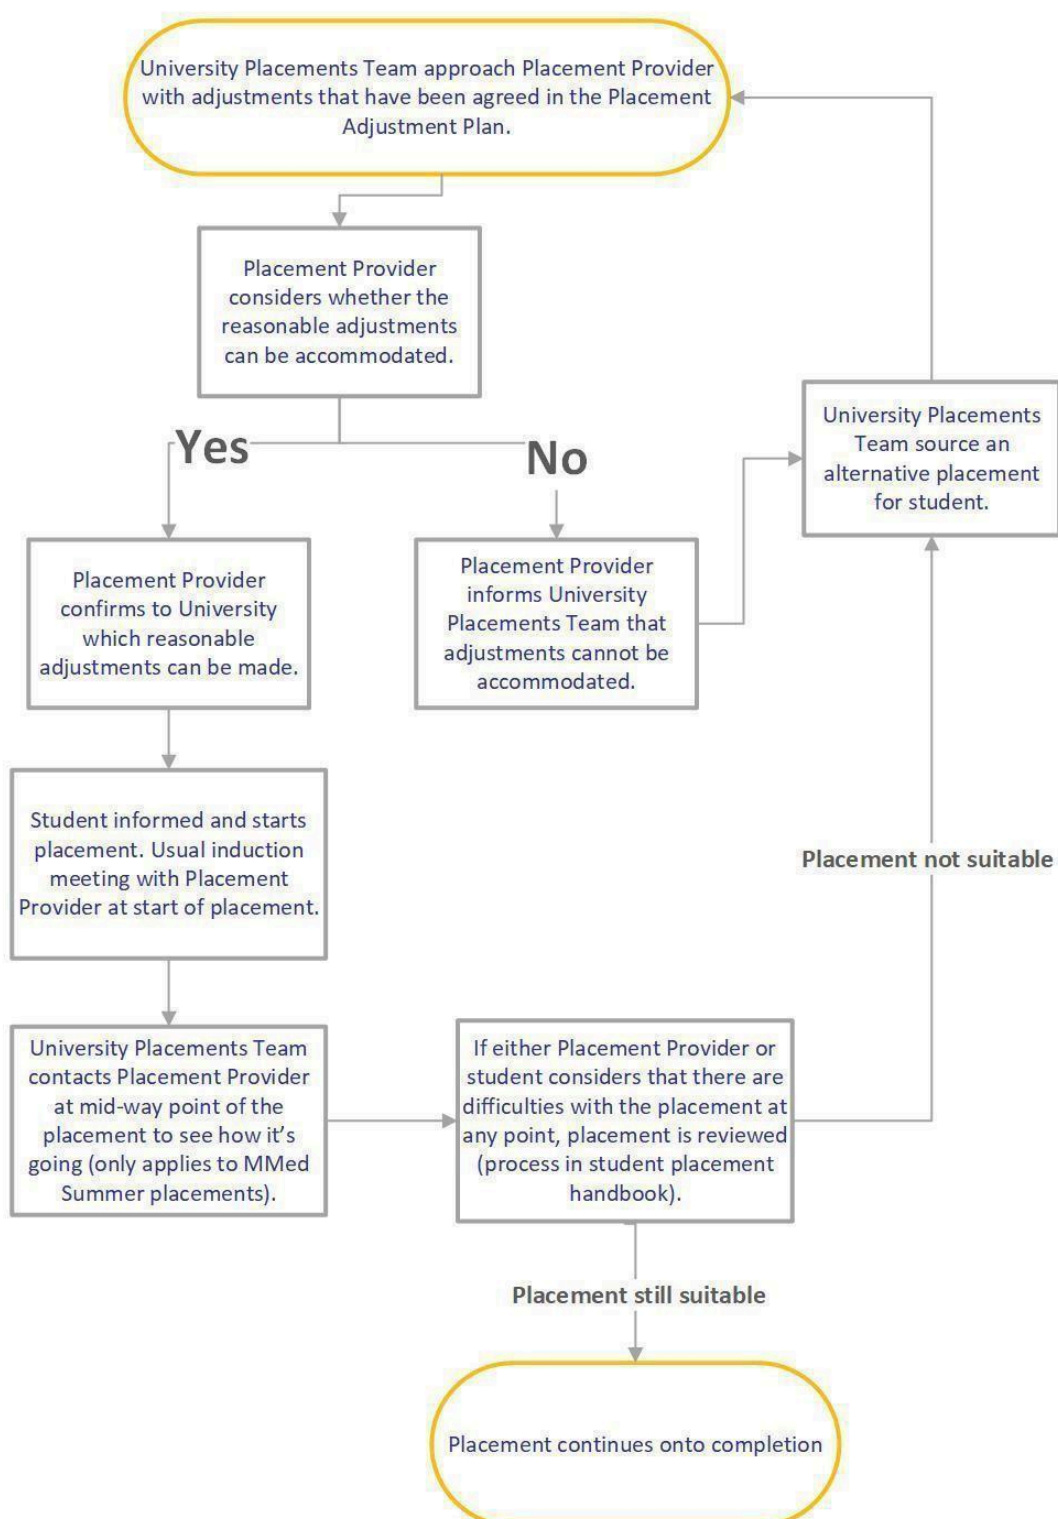 University Placements Team approach Placement Provider
with adjustments that have been agreed in the Placement
Adjustment Plan.
Placement Provider
considers whether the
reasonable adjustments
can be accommodated.
University Placements
Team source an
alternative placement
for student.
Yes
No
Placement Provider
confirms to University
which reasonable
adjustments can be made.
Placement Provider
informs University
Placements Team that
adjustments cannot be
accommodated.
Student informed and starts
placement. Usual induction
meeting with Placement
Provider at start of placement.
Placement not suitable
University Placements Team
contacts Placement Provider
at mid-way point of the
placement to see how it’s
going (only applies to MMed
Summer placements).
If either Placement Provider or
student considers that there are
difficulties with the placement at
any point, placement is reviewed
(process in student placement
handbook).
Placement still suitable
Placement continues onto completion